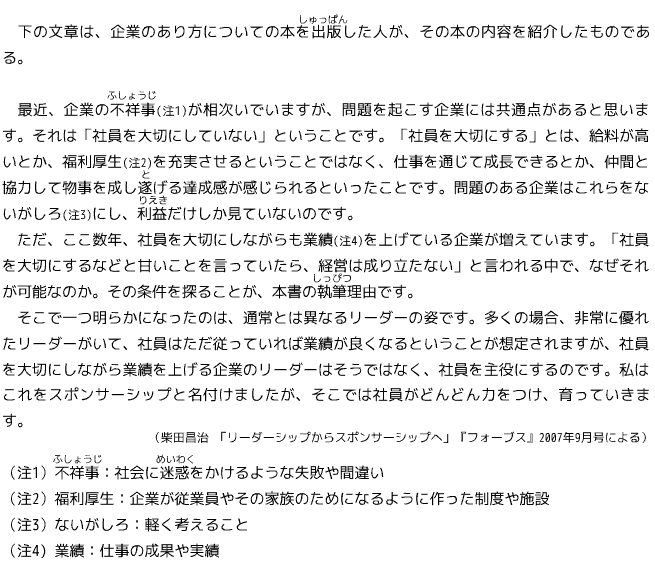 下の文章は、企業のあり方についての本を出版した人が、その本の内容を紹介したものであ
る。
最近、企業の不祥事(注1)が相次いでいますが、問題を起こす企業には共通点があると思いま
す。それは「社員を大切にしていない」ということです。「社員を大切にする」とは、給料が高
いとか、福利厚生(注2)を充実させるということではなく、仕事を通じて成長できるとか、仲間と
協力して物事を成し遂げる達成感が感じられるといったことです。問題のある企業はこれらをな
いがしろ(注3)にし、利益だけしか見ていないのです。
ただ、ここ数年、社員を大切にしながらも業績(注4)を上げている企業が増えています。「社員
を大切にするなどと甘いことを言っていたら、経営は成り立たない」と言われる中で、なぜそれ
が可能なのか。その条件を探ることが、本書の執筆理由です。
そこで一つ明らかになったのは、通常とは異なるリーダーの姿です。多くの場合、非常に優れ
たリーダーがいて、社員はただ従っていれば業績が良くなるということが想定されますが、社員
を大切にしながら業績を上げる企業のリーダーはそうではなく、社員を主役にするのです。私は
これをスポンサーシップと名付けましたが、そこでは社員がどんどん力をつけ、育っていきま
す。
（柴田昌治　「リーダーシップからスポンサーシップへ」『フォーブス』2007年9月号による）
（注1）不祥事：社会に迷惑をかけるような失敗や間違い
（注2）福利厚生：企業が従業員やその家族のためになるように作った制度や施設
（注3）ないがしろ：軽く考えること
（注4）業績：仕事の成果や実績